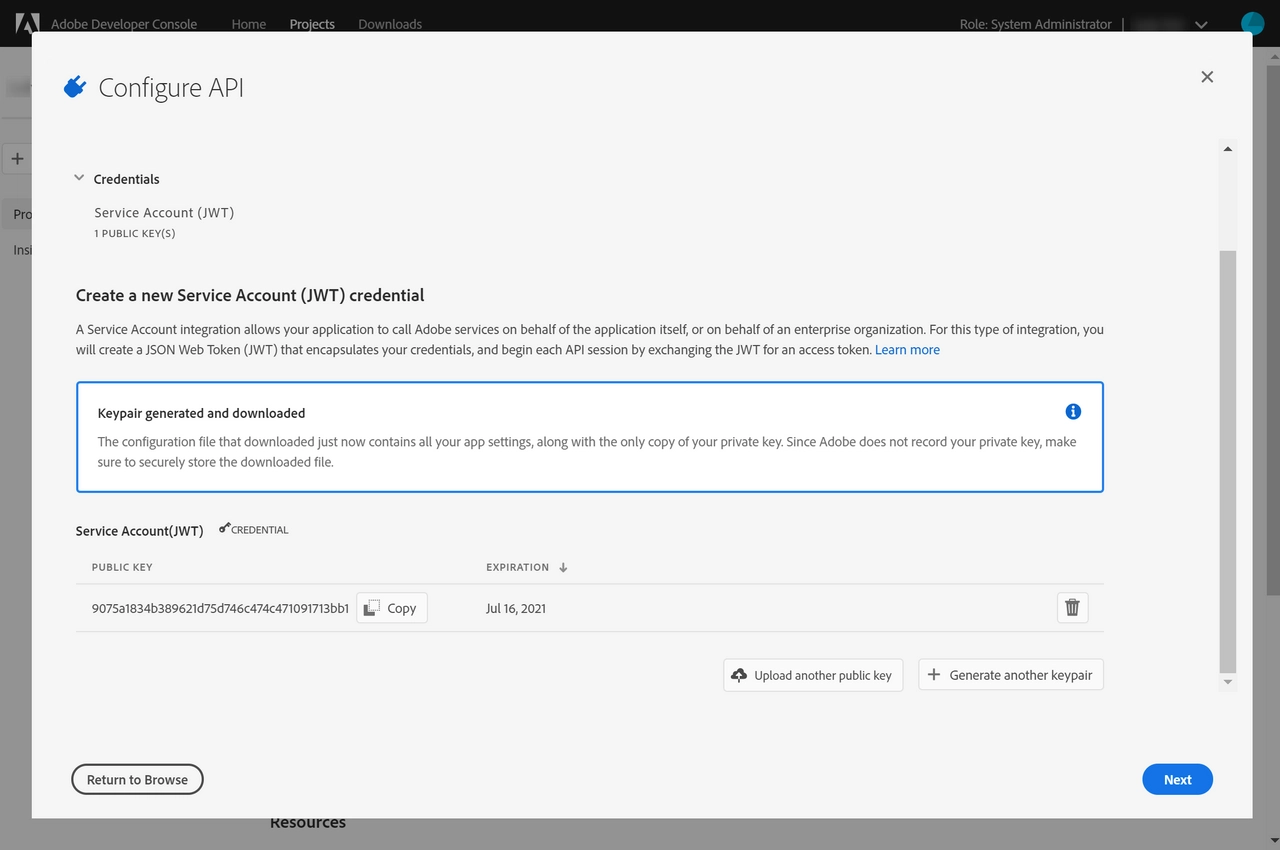 Adobe Developer Console Home Projects Downloads Role: System Administrator |
Configure API
Pro
Insi
Credentials
Service Account (JWT)
1 PUBLIC KEY(S)
Create a new Service Account (JWT) credential
A Service Account integration allows your application to call Adobe services on behalf of the application itself, or on behalf of an enterprise organization. For this type of integration, you
will create a JSON Web Token (JWT) that encapsulates your credentials, and begin each API session by exchanging the JWT for an access token. Learn more
Keypair generated and downloaded
The configuration file that downloaded just now contains all your app settings, along with the only copy of your private key. Since Adobe does not record your private key, make
sure to securely store the downloaded file.
Service Account(JWT) CREDENTIAL
PUBLIC KEY EXPIRATION
9075a1834b389621d75d746c474c471091713bb1 Copy Jul 16, 2021
Upload another public key Generate another keypair
Return to Browse Next
Resources